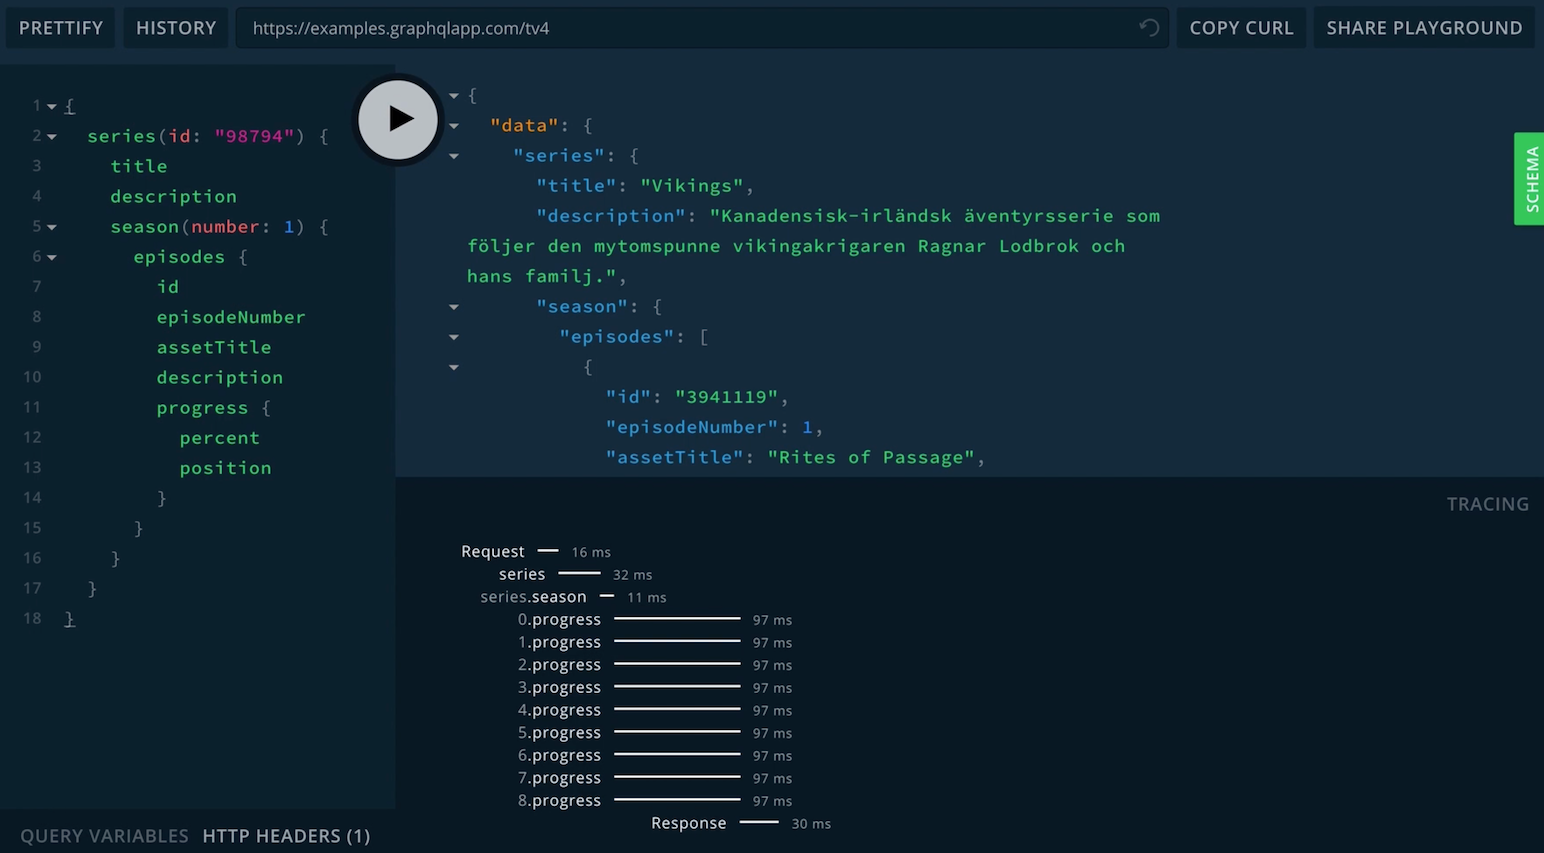 PRETTIFY HISTORY https://examples.graphqlapp.com/tv4 COPY CURL SHARE PLAYGROUND
1 {
2 series(id: "98794") {
3 title
4 description
5 season(number: 1) {
6 episodes {
7 id
8 episodeNumber
9 assetTitle
10 description
11 progress {
12 percent
13 position
14 }
15 }
16 }
17 }
18 }
{
"data": {
"series": {
"title": "Vikings",
"description": "Kanadensisk-irländsk äventyrsserie som
följer den mytomspunne vikingakrigaren Ragnar Lodbrok och
hans familj.",
"season": {
"episodes": [
{
"id": "3941119",
"episodeNumber": 1,
"assetTitle": "Rites of Passage",
SCHEMA
TRACING
Request 16 ms
series 32 ms
series.season 11 ms
0.progress 97 ms
1.progress 97 ms
2.progress 97 ms
3.progress 97 ms
4.progress 97 ms
5.progress 97 ms
6.progress 97 ms
7.progress 97 ms
8.progress 97 ms
Response 30 ms
QUERY VARIABLES HTTP HEADERS (1)